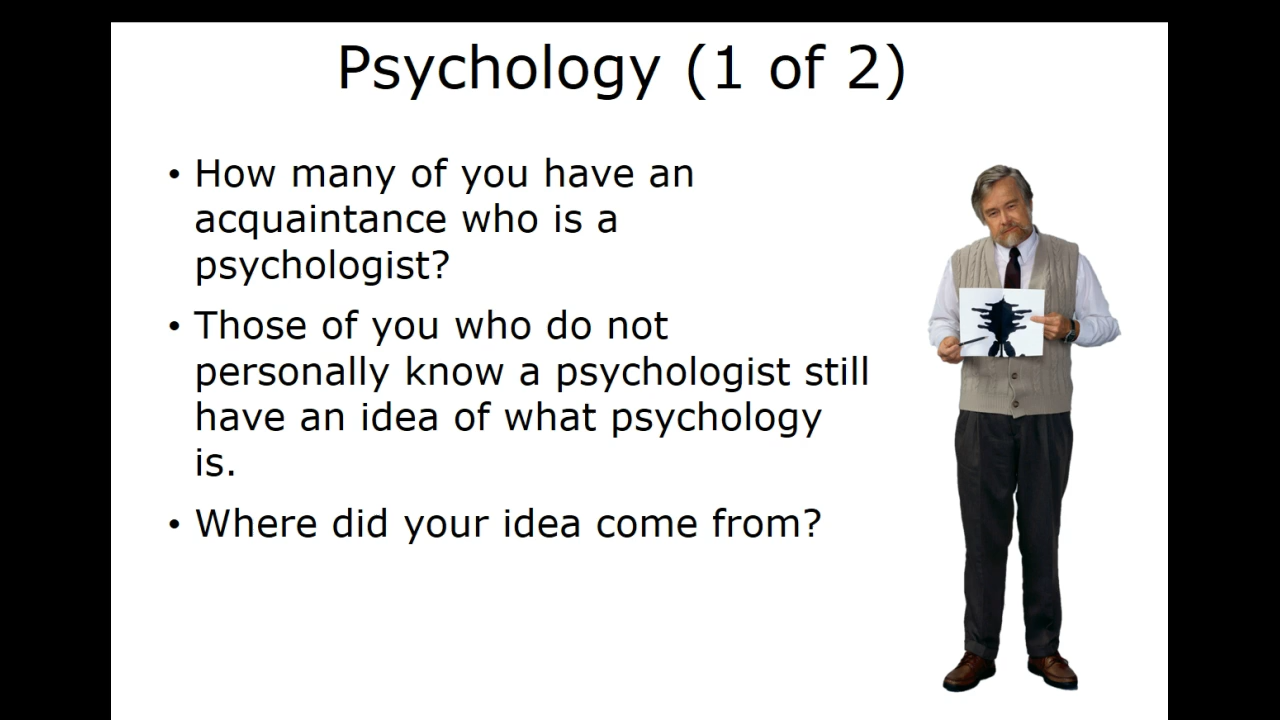 Psychology (1 of 2)
• How many of you have an
acquaintance who is a
psychologist?
• Those of you who do not
personally know a psychologist still
have an idea of what psychology
is.
• Where did your idea come from?